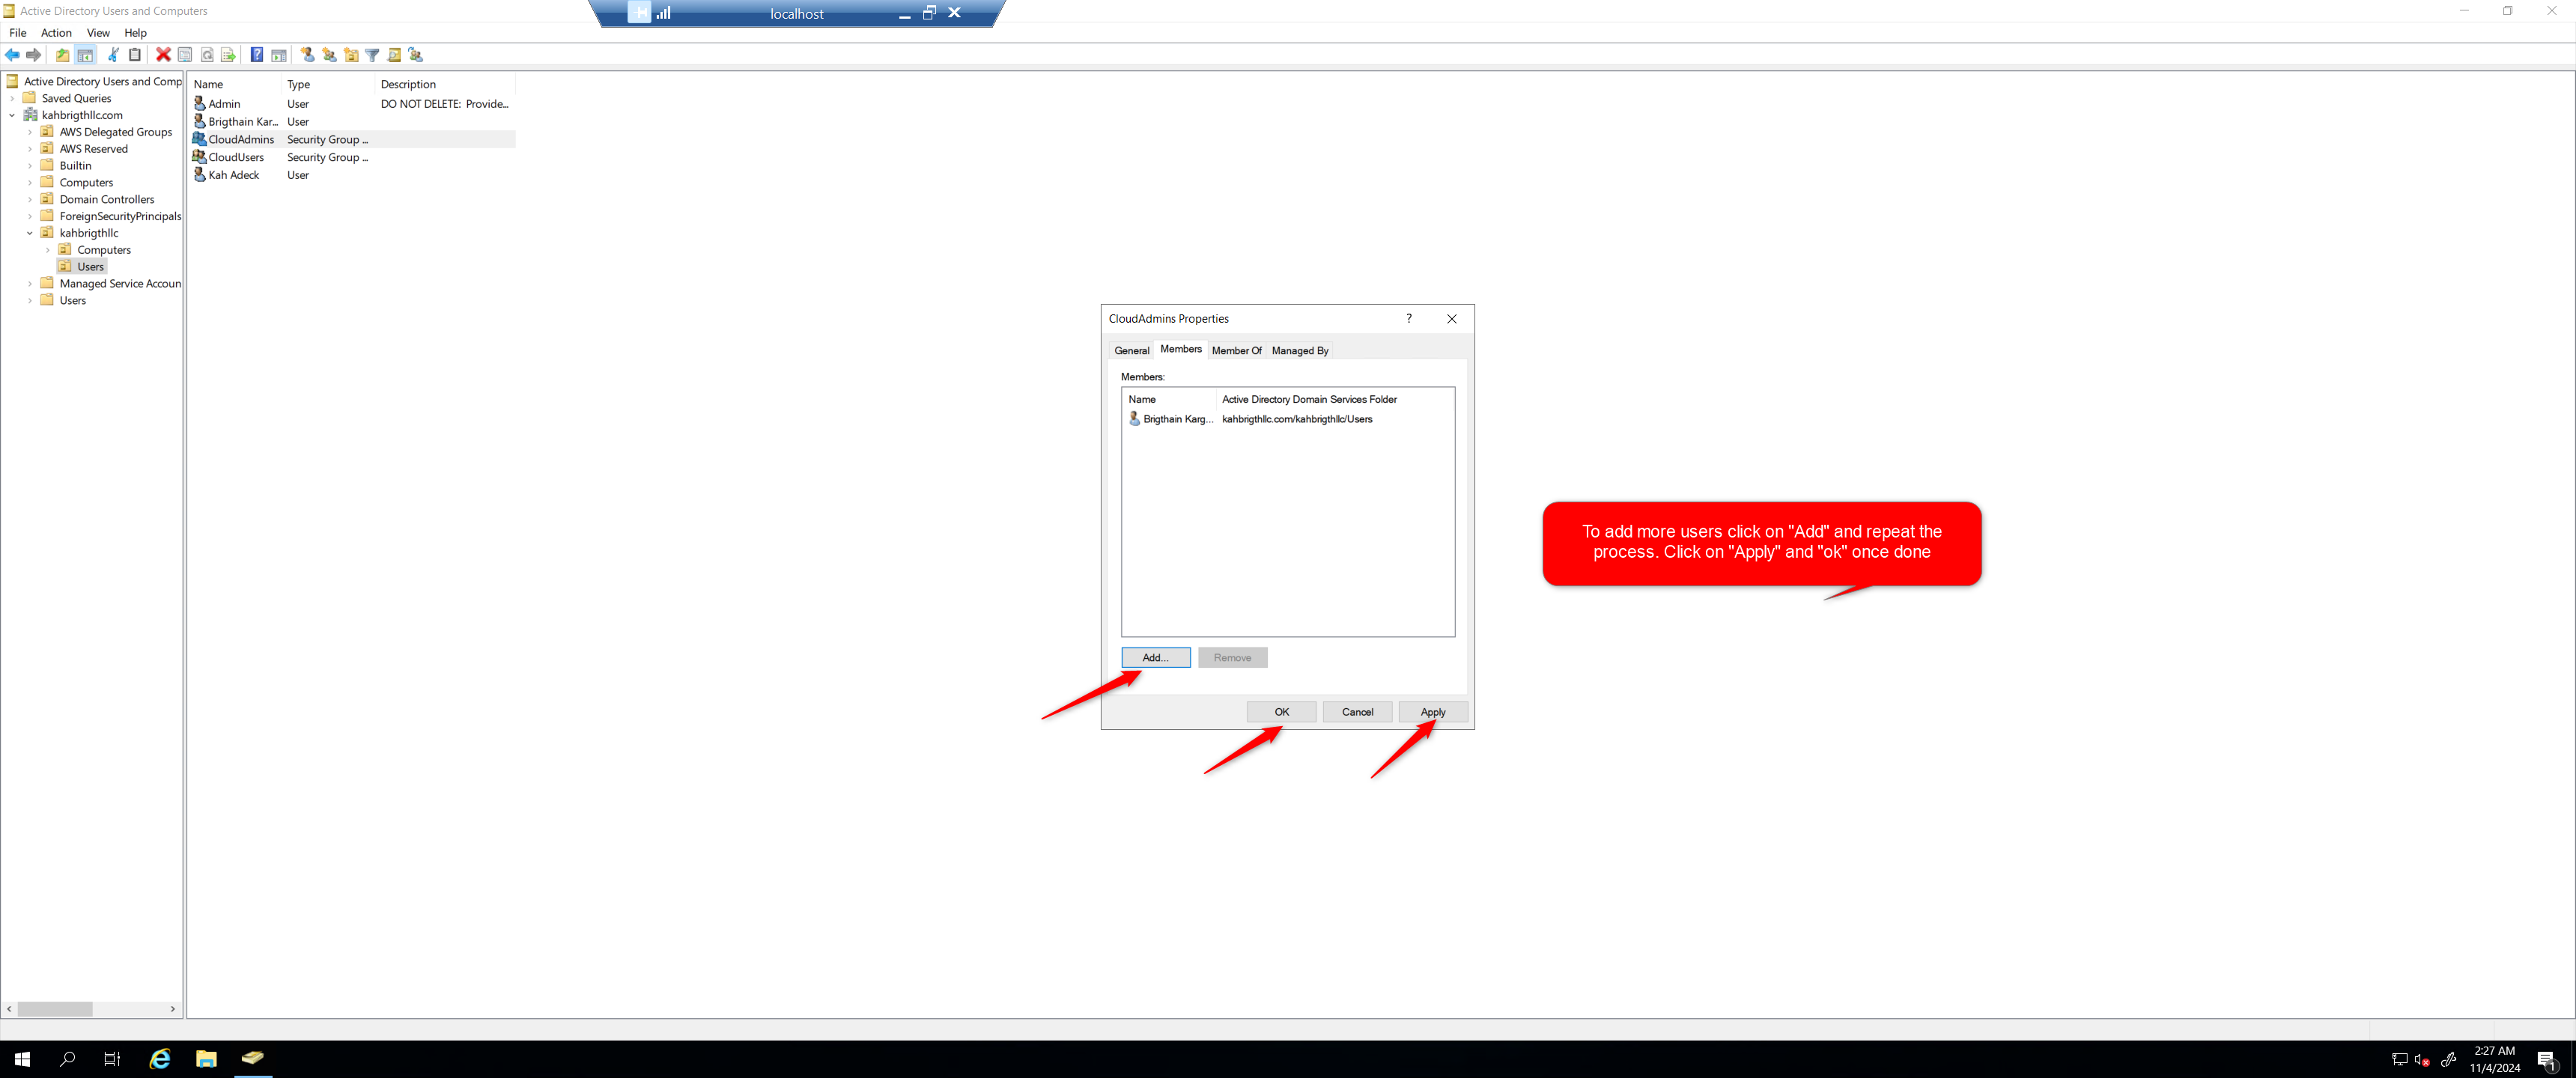 Active Directory Users and Computers
localhost
File Action View Help
Active Directory Users and Comp
Saved Queries
kahbrigthllc.com
AWS Delegated Groups
AWS Reserved
Builtin
Computers
Domain Controllers
ForeignSecurityPrincipals
kahbrigthllc
Computers
Users
Managed Service Accoun
Users
Name Type Description
Admin User DO NOT DELETE: Provide...
Brigthain Kar... User
CloudAdmins Security Group ...
CloudUsers Security Group ...
Kah Adeck User
CloudAdmins Properties
?
General Members Member Of Managed By
Members:
Name Active Directory Domain Services Folder
Brigthain Karg... kahbrigthllc.com/kahbrigthllc/Users
Add... Remove
OK Cancel Apply
To add more users click on "Add" and repeat the
process. Click on "Apply" and "ok" once done
2:27 AM
11/4/2024
1